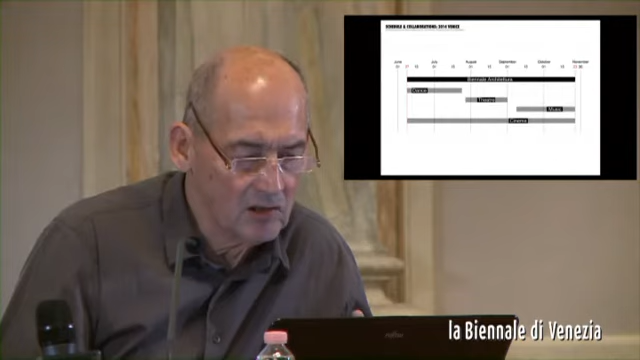 SCHEDULE & COLLABORATIONS: 2014 VENICE
June July August September October November
Biennale Architettura
Dance
Theatre
Music
Cinema
la Biennale di Venezia